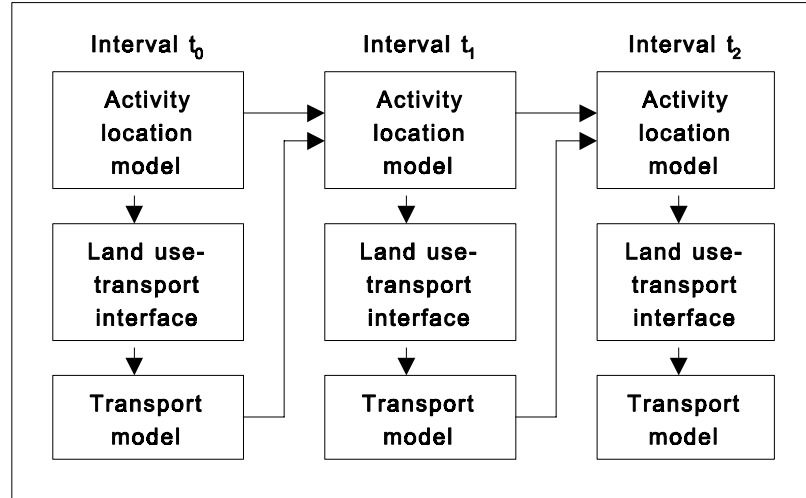 Interval t₀
Activity
location
model
Land use-
transport
interface
Transport
model
Interval t₁
Activity
location
model
Land use-
transport
interface
Transport
model
Interval t₂
Activity
location
model
Land use-
transport
interface
Transport
model